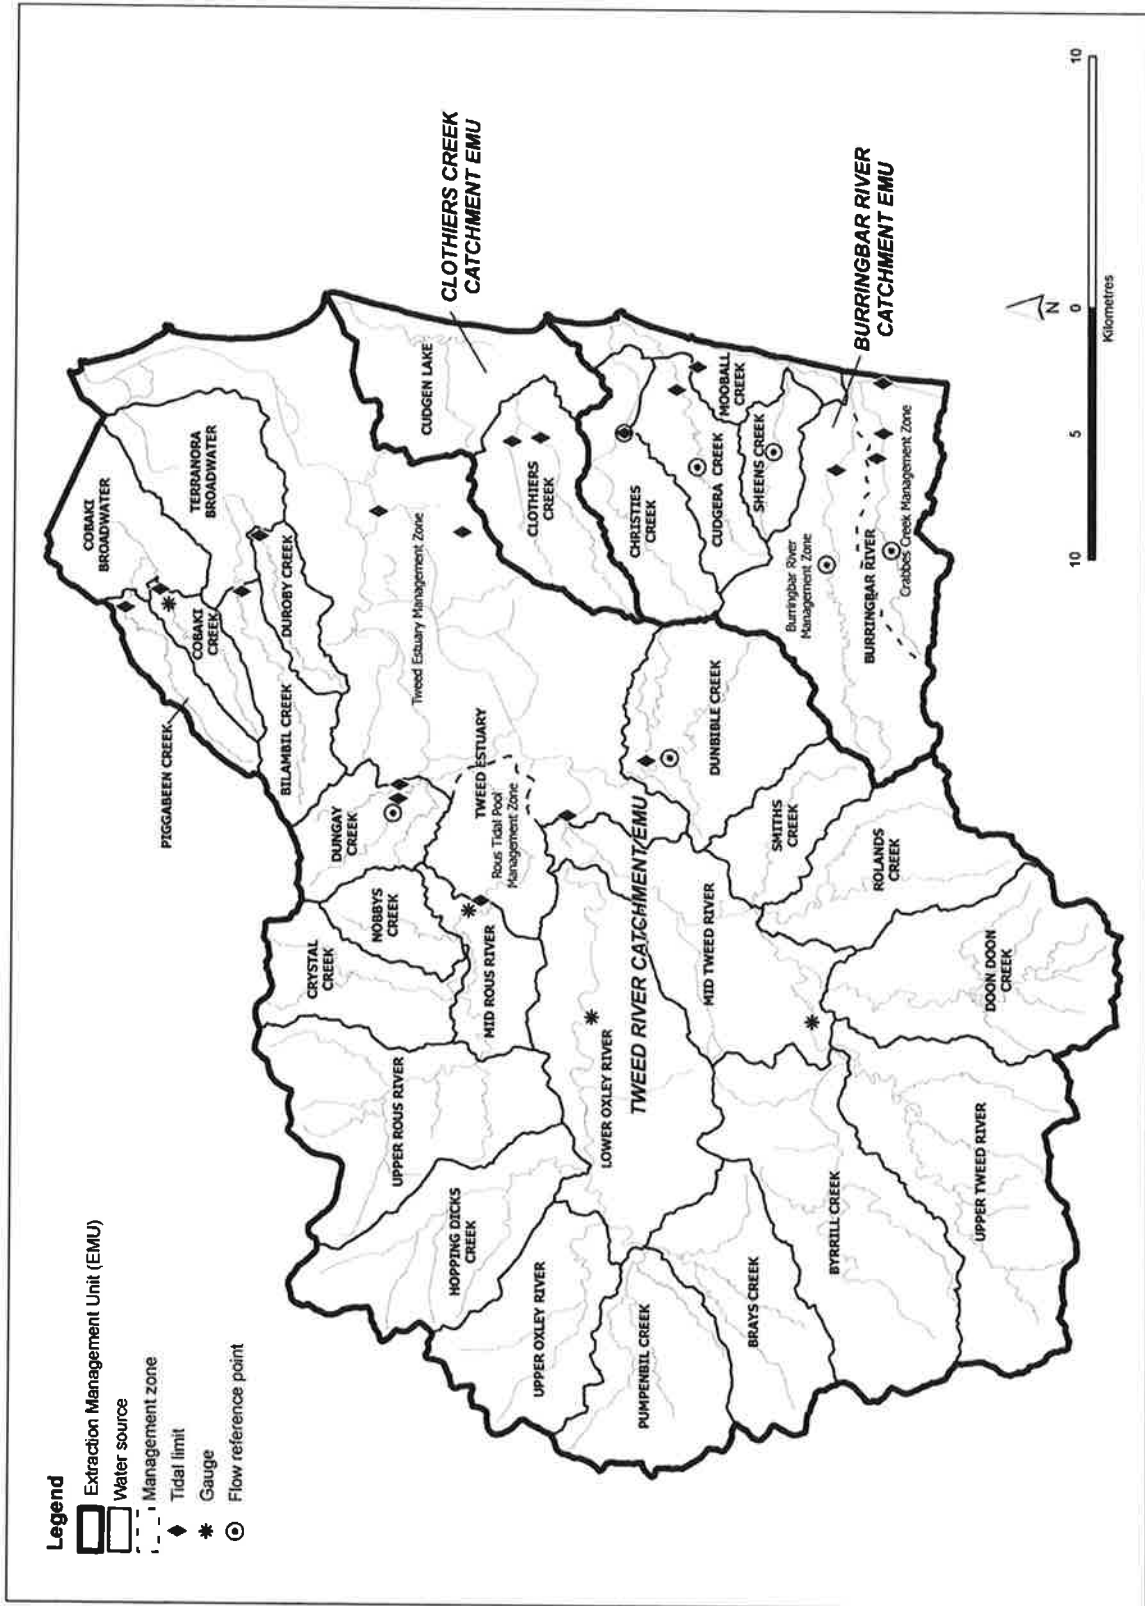 Legend
Extraction Management Unit (EMU)
Water source
Management zone
Tidal limit
Gauge
Flow reference point
COBAKI
BROADWATER
TERRANORA
BROADWATER
PIGGABEEN CREEK
COBAKI
CREEK
DUROBY CREEK
BILAMBIL CREEK
DUNGAY
CREEK
NOBBYS
CREEK
CRYSTAL
CREEK
UPPER ROUS RIVER
MID ROUS RIVER
HOPPING DICKS
CREEK
UPPER OXLEY RIVER
PUMPENBIL CREEK
BRAYS CREEK
BYRRILL CREEK
UPPER TWEED RIVER
LOWER OXLEY RIVER
TWEED RIVER CATCHMENT EMU
MID TWEED RIVER
DOON DOON
CREEK
ROLANDS
CREEK
SMITHS
CREEK
DUNBIBLE CREEK
TWEED ESTUARY
Rous Tidal Pool
Management Zone
Tweed Estuary Management Zone
CUDGEN LAKE
CLOTHIERS CREEK
CATCHMENT EMU
CLOTHIERS
CREEK
CHRISTIES
CREEK
CUDGERA CREEK
MOOBALL
CREEK
SHEENS CREEK
BURRINGBAR RIVER
CATCHMENT EMU
Burringbar River
Management Zone
BURRINGBAR RIVER
Crabbes Creek Management Zone
N
10
5
0
10
Kilometres